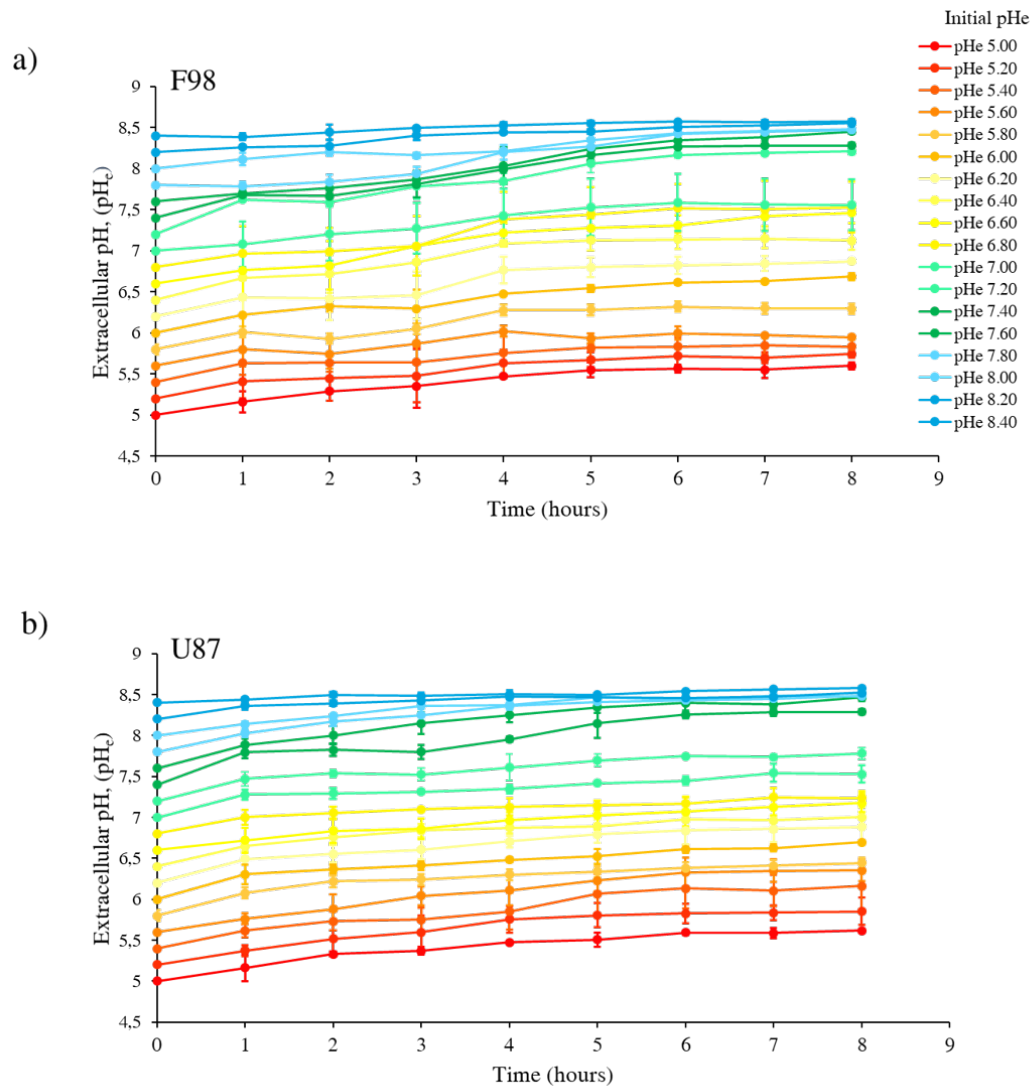 Initial pHe
pHe 5.00
pHe 5.20
pHe 5.40
pHe 5.60
pHe 5.80
pHe 6.00
pHe 6.20
pHe 6.40
pHe 6.60
pHe 6.80
pHe 7.00
pHe 7.20
pHe 7.40
pHe 7.60
pHe 7.80
pHe 8.00
pHe 8.20
pHe 8.40
a)
F98
Extracellular pH, (pHe)
9
8,5
8
7,5
7
6,5
6
5,5
5
4,5
0 1 2 3 4 5 6 7 8 9
Time (hours)
b)
U87
Extracellular pH, (pHe)
9
8,5
8
7,5
7
6,5
6
5,5
5
4,5
0 1 2 3 4 5 6 7 8 9
Time (hours)